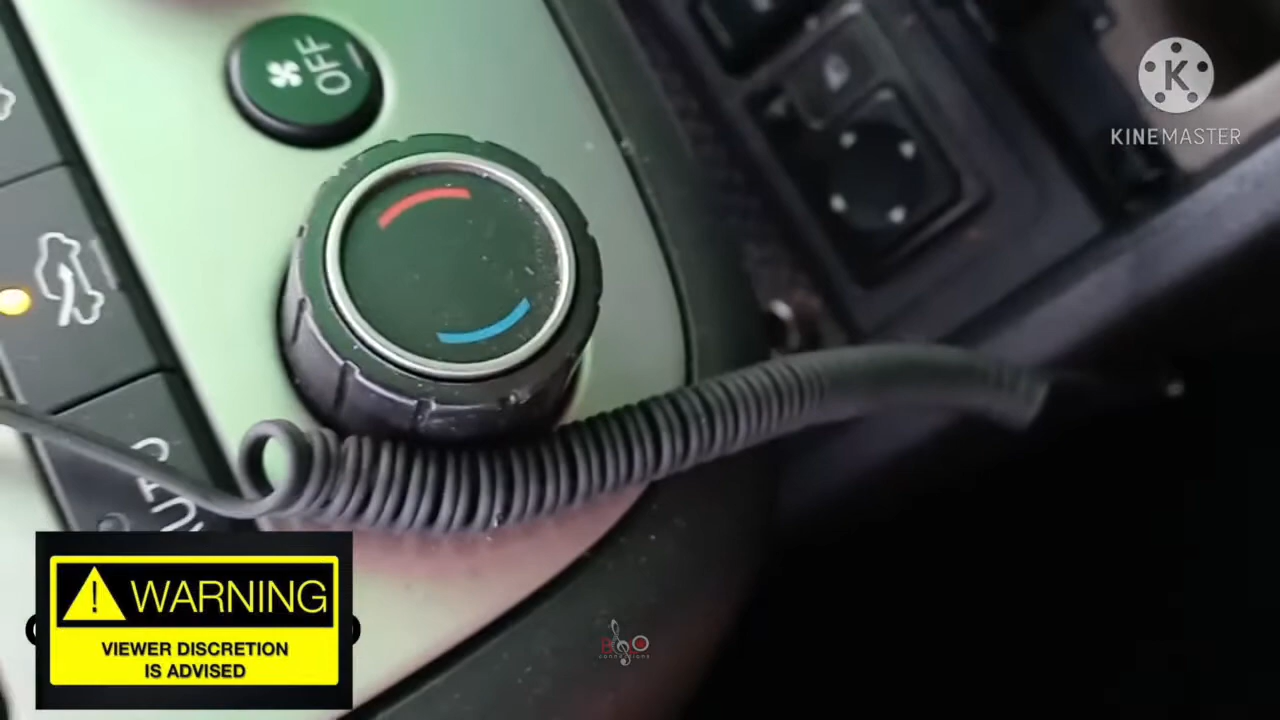 OFF
KINEMASTER
WARNING
VIEWER DISCRETION
IS ADVISED